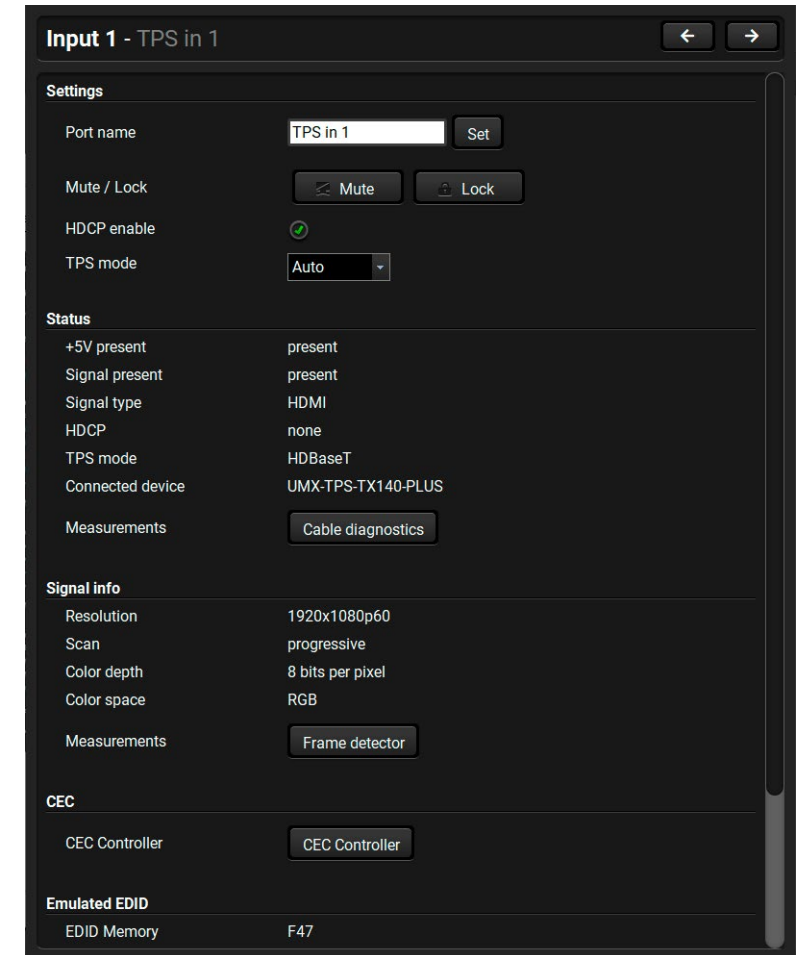 Input 1 - TPS in 1
Settings
Port name TPS in 1 Set
Mute / Lock Mute Lock
HDCP enable
TPS mode Auto
Status
+5V present present
Signal present present
Signal type HDMI
HDCP none
TPS mode HDBaseT
Connected device UMX-TPS-TX140-PLUS
Measurements Cable diagnostics
Signal info
Resolution 1920x1080p60
Scan progressive
Color depth 8 bits per pixel
Color space RGB
Measurements Frame detector
CEC
CEC Controller CEC Controller
Emulated EDID
EDID Memory F47